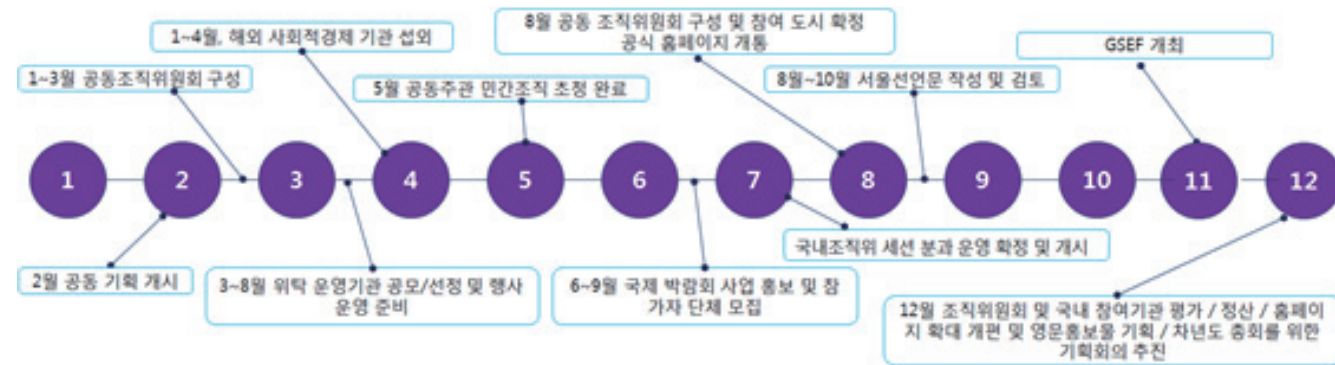 8월 공동 조직위원회 구성 및 참여 도시 확정
공식 홈페이지 개통
1~4월, 해외 사회적경제 기관 섭외
GSEF 개최
1~3월 공동조직위원회 구성
5월 공동주관 민간조직 초청 완료
8월~10월 서울선언문 작성 및 검토
1
2
3
4
5
6
7
8
9
10
11
12
국내조직위 세션 분과 운영 확정 및 개시
2월 공동 기획 개시
3~8월 위탁 운영기관 공모/선정 및 행사
운영 준비
6~9월 국제 박람회 사업 홍보 및 참
가자 단체 모집
12월 조직위원회 및 국내 참여기관 평가 / 정산 / 홈페이
지 확대 개편 및 영문홍보물 기획 / 차년도 총회를 위한
기획회의 추진